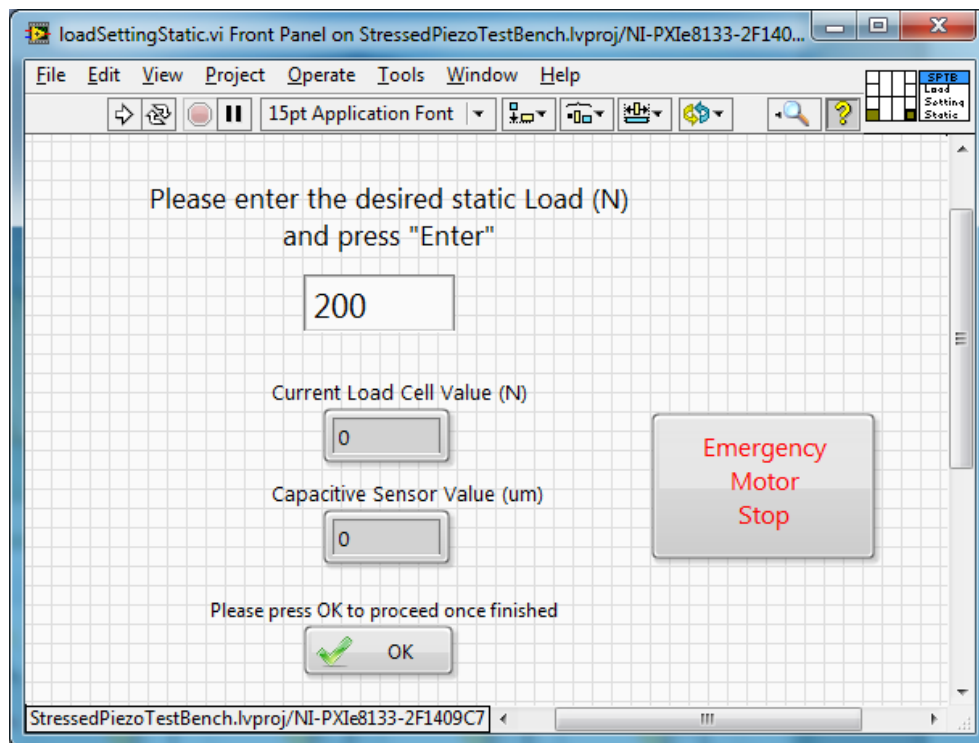 loadSettingStatic.vi Front Panel on StressedPiezoTestBench.lvproj/NI-PXIe8133-2F140...
File Edit View Project Operate Tools Window Help
SPTB
Load
Setting
Static
15pt Application Font
Please enter the desired static Load (N)
and press "Enter"
200
Current Load Cell Value (N)
0
Capacitive Sensor Value (um)
0
Emergency
Motor
Stop
Please press OK to proceed once finished
OK
StressedPiezoTestBench.lvproj/NI-PXIe8133-2F1409C7